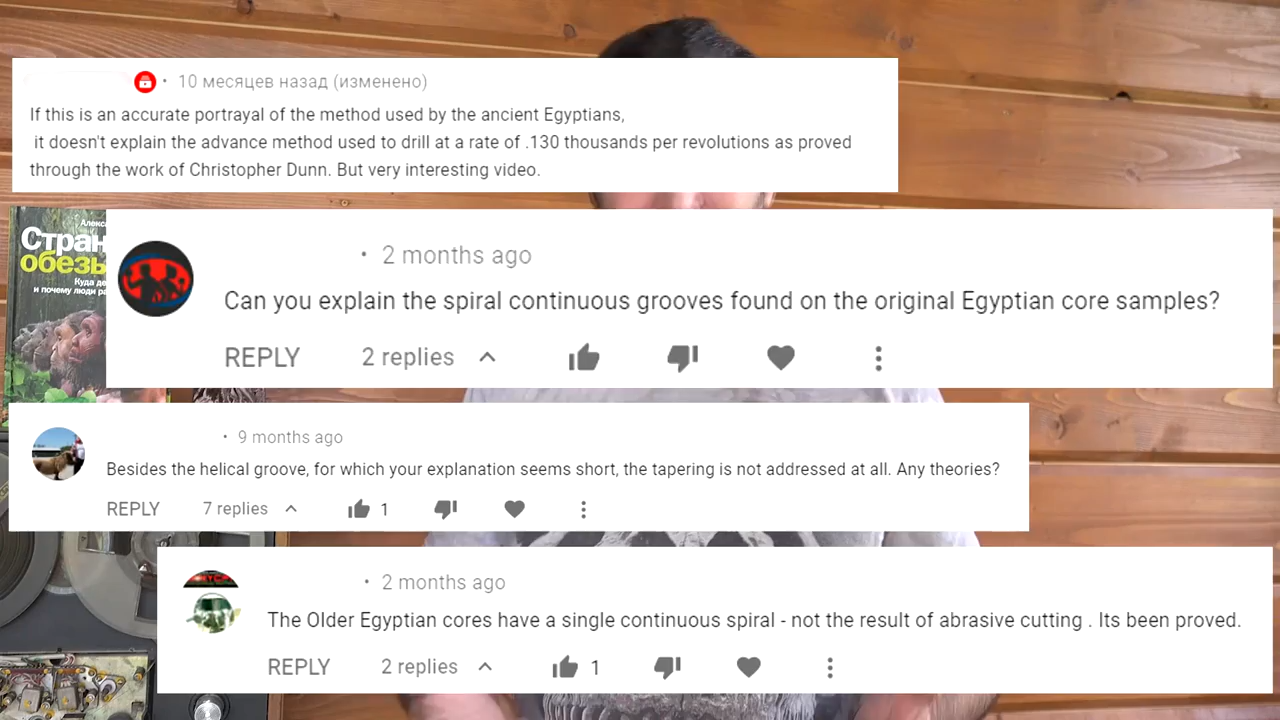 10 месяцев назад (изменено)
If this is an accurate portrayal of the method used by the ancient Egyptians,
it doesn't explain the advance method used to drill at a rate of .130 thousands per revolutions as proved
through the work of Christopher Dunn. But very interesting video.
Стран
обезь
Куда
и почему люди
2 months ago
Can you explain the spiral continuous grooves found on the original Egyptian core samples?
REPLY 2 replies
9 months ago
Besides the helical groove, for which your explanation seems short, the tapering is not addressed at all. Any theories?
REPLY 7 replies 1
2 months ago
The Older Egyptian cores have a single continuous spiral - not the result of abrasive cutting . Its been proved.
REPLY 2 replies 1